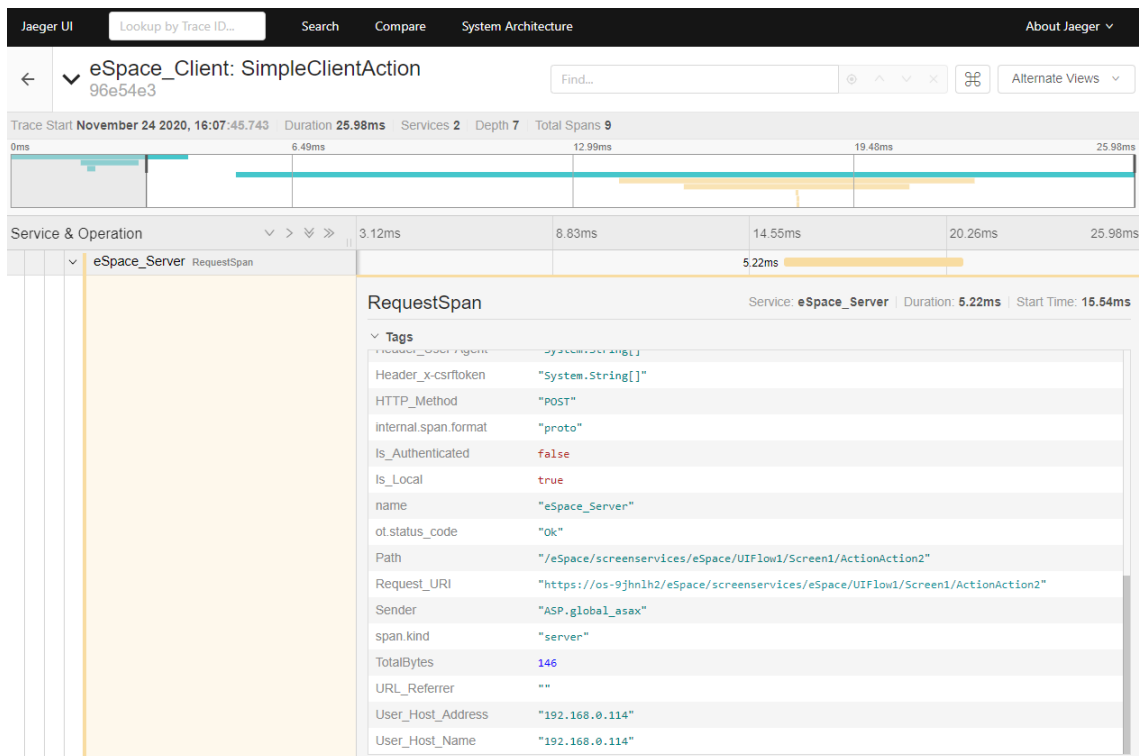 Jaeger UI Lookup by Trace ID... Search Compare System Architecture About Jaeger
eSpace_Client: SimpleClientAction
96e54e3
Find... Alternate Views
Trace Start November 24 2020, 16:07:45.743 Duration 25.98ms Services 2 Depth 7 Total Spans 9
0ms 6.49ms 12.99ms 19.48ms 25.98ms
Service & Operation 3.12ms 8.83ms 14.55ms 20.26ms 25.98ms
eSpace_Server RequestSpan 5.22ms
RequestSpan Service: eSpace_Server Duration: 5.22ms Start Time: 15.54ms
Tags
Header_User-Agent "System.String[]"
Header_x-csrftoken "System.String[]"
HTTP_Method "POST"
internal.span.format "proto"
Is_Authenticated false
Is_Local true
name "eSpace_Server"
ot.status_code "Ok"
Path "/eSpace/screenservices/eSpace/UIFlow1/Screen1/ActionAction2"
Request_URI "https://os-9jhnlh2/eSpace/screenservices/eSpace/UIFlow1/Screen1/ActionAction2"
Sender "ASP.global_asax"
span.kind "server"
TotalBytes 146
URL_Referrer ""
User_Host_Address "192.168.0.114"
User_Host_Name "192.168.0.114"